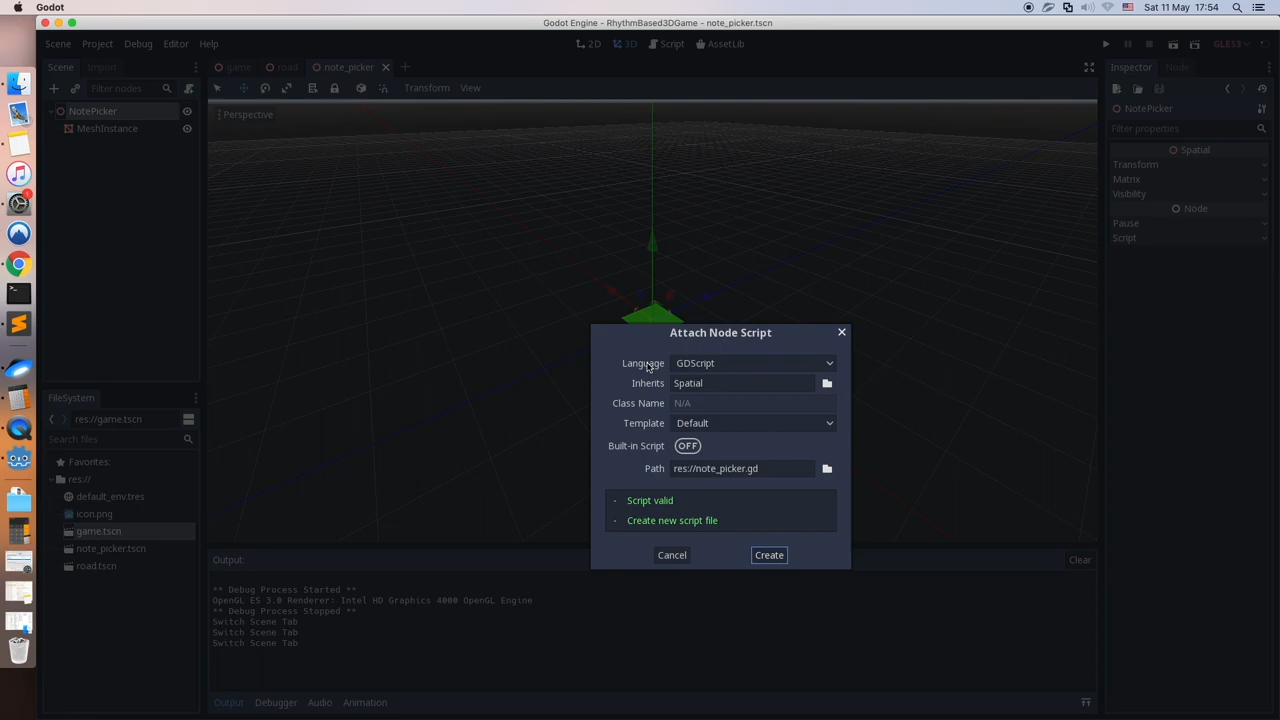 Godot
Sat 11 May 17:54
Godot Engine - RhythmBased3DGame - note_picker.tscn
Scene Project Debug Editor Help
2D 3D Script AssetLib
GLES3
Scene Import
game road note_picker
Inspector Node
Filter nodes
Transform View
NotePicker
MeshInstance
Perspective
NotePicker
Filter properties
Spatial
Transform
Matrix
Visibility
Node
Pause
Script
Attach Node Script
Language GDScript
Inherits Spatial
Class Name N/A
Template Default
Built-in Script OFF
Path res://note_picker.gd
- Script valid
- Create new script file
Cancel Create
FileSystem
res://game.tscn
Search files
Favorites:
res://
default_env.tres
icon.png
game.tscn
note_picker.tscn
road.tscn
Output:
Clear
** Debug Process Started **
OpenGL ES 3.0 Renderer: Intel HD Graphics 4000 OpenGL Engine
** Debug Process Stopped **
Switch Scene Tab
Switch Scene Tab
Switch Scene Tab
Output Debugger Audio Animation